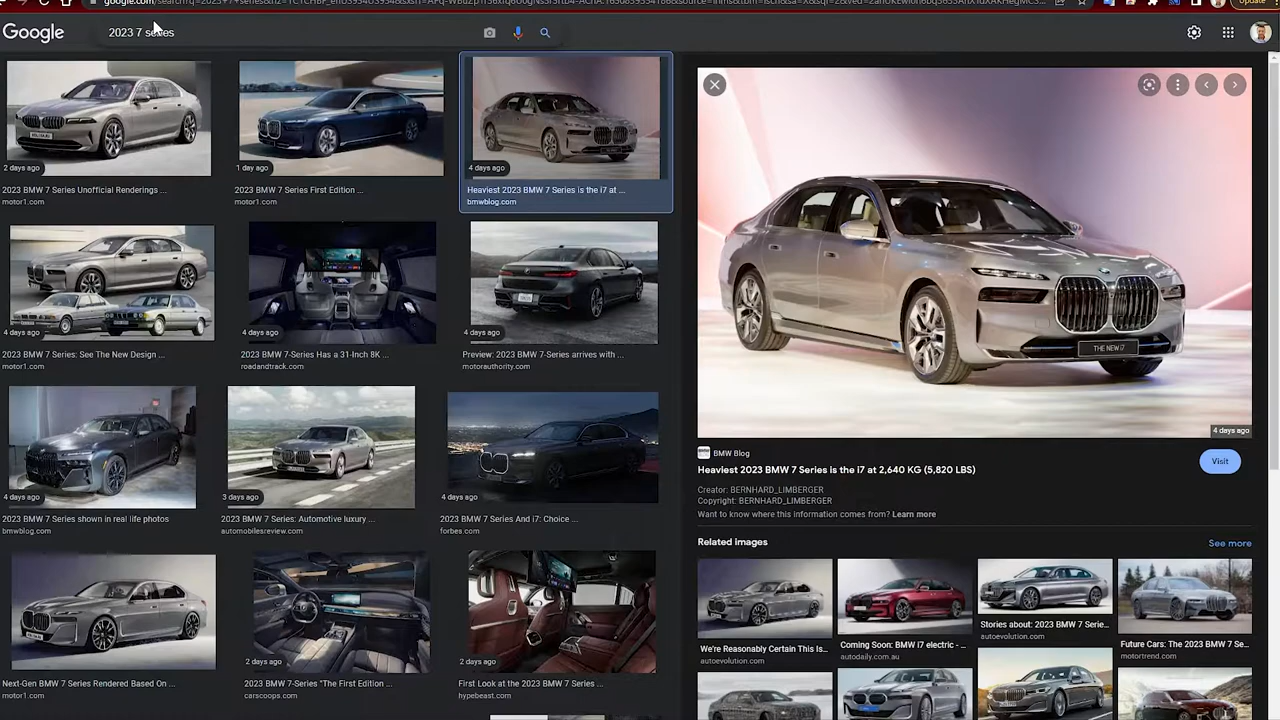 google.com
Update
Google
2023 7 series
2 days ago
2023 BMW 7 Series Unofficial Renderings ...
motor1.com
1 day ago
2023 BMW 7 Series First Edition ...
motor1.com
4 days ago
Heaviest 2023 BMW 7 Series is the i7 at ...
bmwblog.com
4 days ago
2023 BMW 7 Series: See The New Design ...
motor1.com
4 days ago
2023 BMW 7-Series Has a 31-Inch 8K ...
roadandtrack.com
4 days ago
Preview: 2023 BMW 7-Series arrives with ...
motorauthority.com
4 days ago
2023 BMW 7 Series shown in real life photos
bmwblog.com
3 days ago
2023 BMW 7 Series: Automotive luxury ...
automobilesreview.com
4 days ago
2023 BMW 7 Series And i7: Choice ...
forbes.com
Next-Gen BMW 7 Series Rendered Based On ...
motor1.com
2 days ago
2023 BMW 7-Series "The First Edition ...
carscoops.com
2 days ago
First Look at the 2023 BMW 7 Series ...
hypebeast.com
THE NEW i7
4 days ago
BMW Blog
Heaviest 2023 BMW 7 Series is the i7 at 2,640 KG (5,820 LBS)
Visit
Creator: BERNHARD_LIMBERGER
Copyright: BERNHARD_LIMBERGER
Want to know where this information comes from? Learn more
Related images
See more
We're Reasonably Certain This Is...
autoevolution.com
Coming Soon: BMW i7 electric - ...
autodaily.com.au
Stories about: 2023 BMW 7 Serie...
autoevolution.com
Future Cars: The 2023 BMW 7 Se...
motortrend.com